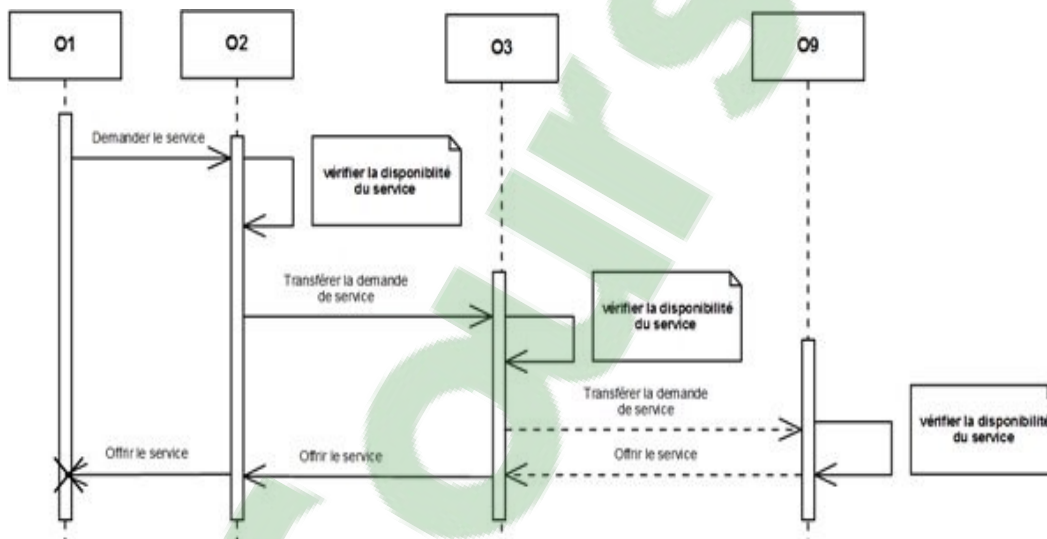 O1
O2
O3
O9
Demander le service
vérifier la disponiblité
du service
Transférer la demande
de service
vérifier la disponibilité
du service
Transférer la demande
de service
vérifier la disponibilité
du service
Offrir le service
Offrir le service
Offrir le service
ours